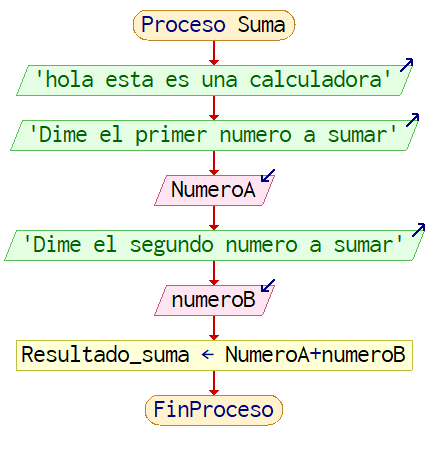 Proceso Suma
'hola esta es una calculadora'
'Dime el primer numero a sumar'
NumeroA
'Dime el segundo numero a sumar'
numeroB
Resultado_suma ← NumeroA+numeroB
FinProceso